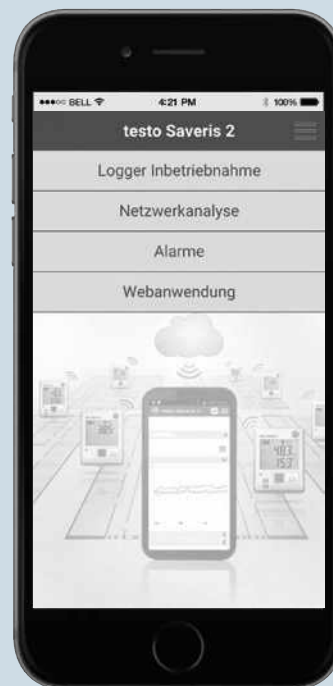 BELL 4:21 PM 100%
testo Saveris 2
Logger Inbetriebnahme
Netzwerkanalyse
Alarme
Webanwendung